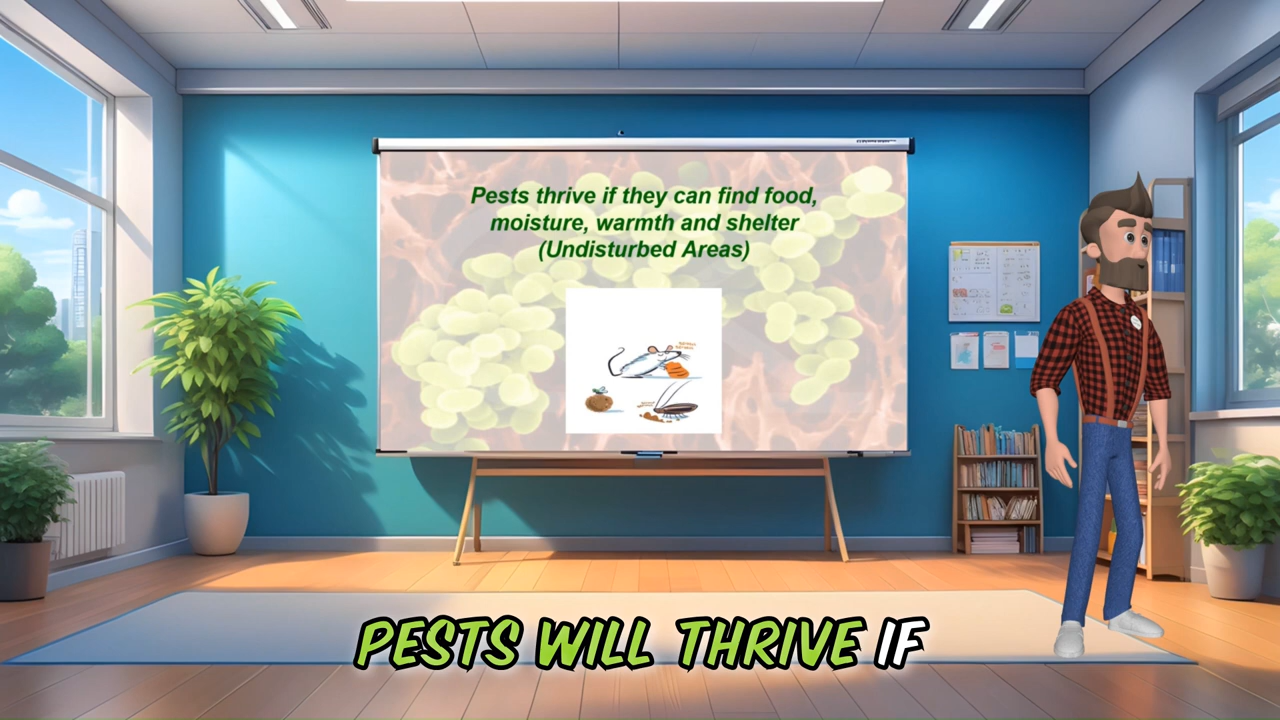 Pests thrive if they can find food,
moisture, warmth and shelter
(Undisturbed Areas)
PESTS WILL THRIVE IF